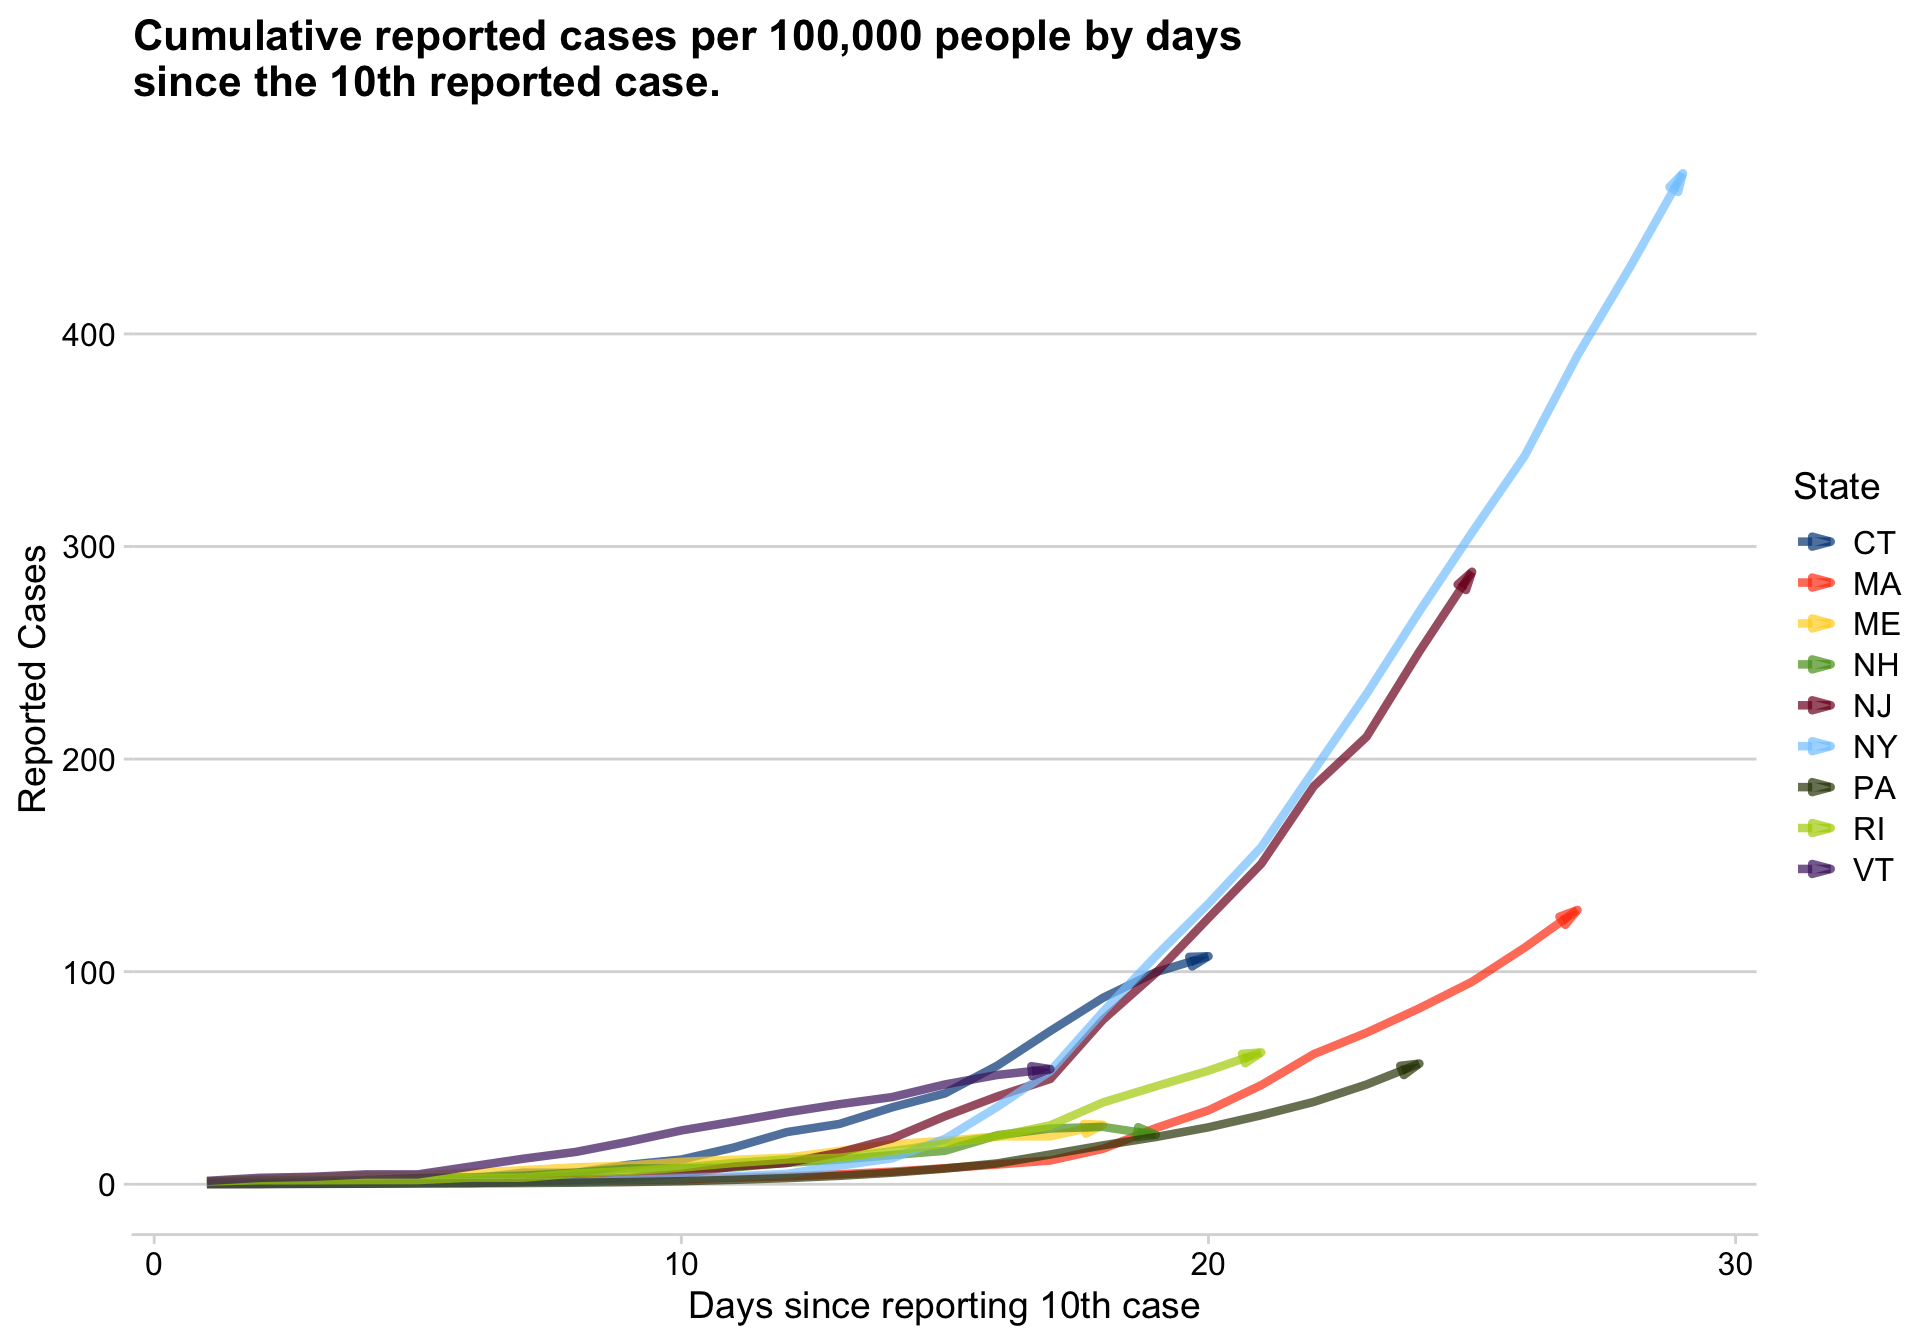 Cumulative reported cases per 100,000 people by days
since the 10th reported case.
Reported Cases
400
300
200
100
0
0
10
20
30
Days since reporting 10th case
State
CT
MA
ME
NH
NJ
NY
PA
RI
VT